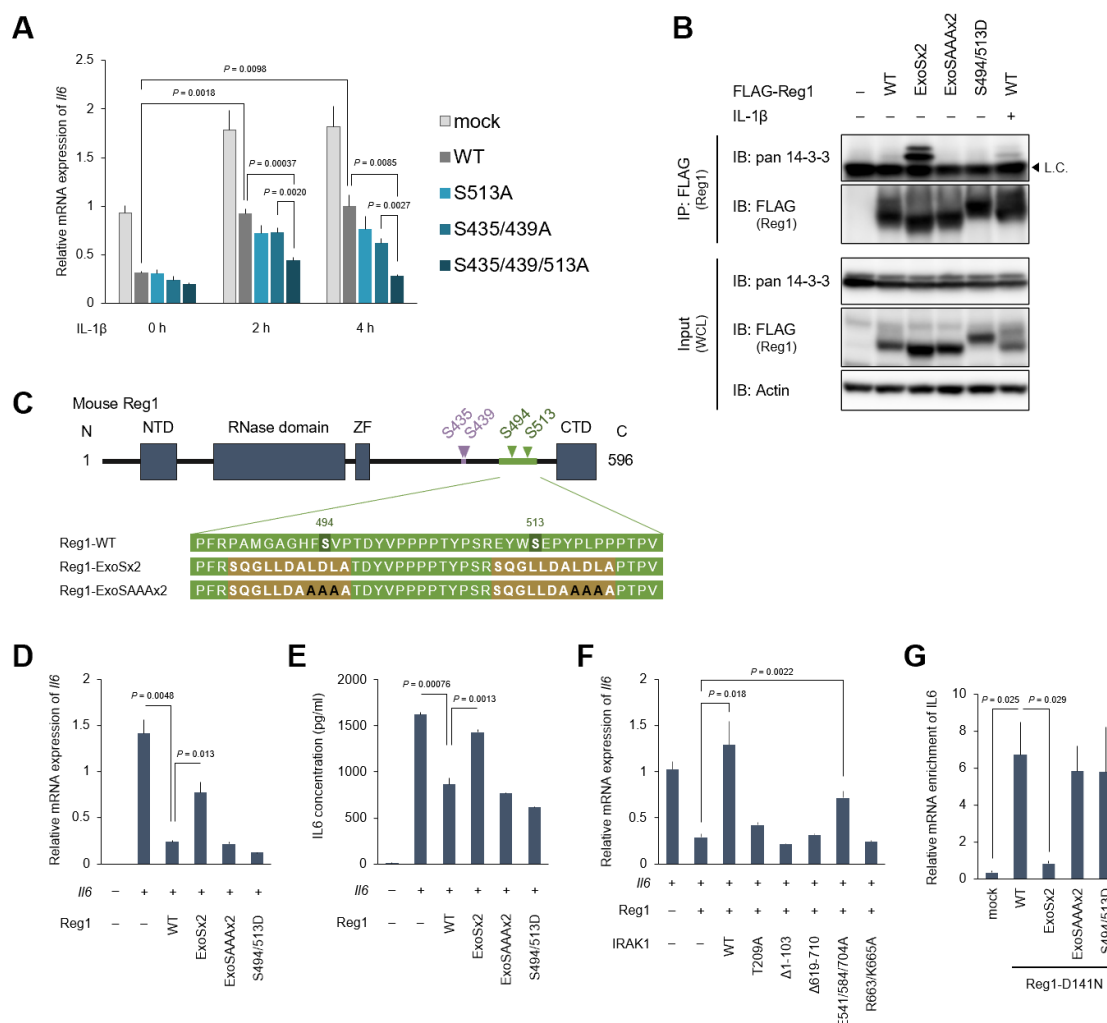 A
Relative mRNA expression of Il6
2.5
2
1.5
1
0.5
0
P = 0.0098
P = 0.0018
P = 0.00037
P = 0.0020
P = 0.0085
P = 0.0027
IL-1β
0 h
2 h
4 h
mock
WT
S513A
S435/439A
S435/439/513A
B
FLAG-Reg1
– WT ExoSx2 ExoSAAAx2 S494/513D WT
IL-1β
– – – – – +
IP: FLAG
(Reg1)
IB: pan 14-3-3
L.C.
IB: FLAG
(Reg1)
Input
(WCL)
IB: pan 14-3-3
IB: FLAG
(Reg1)
IB: Actin
C
Mouse Reg1
N
NTD
RNase domain
ZF
S435
S439
S494
S513
CTD
C
1
596
494
513
Reg1-WT
PFRPAMGAGHFSVPTDYVPPPPTYPSREYWSEPYPLPPPTPV
Reg1-ExoSx2
PFRSQGLLDALDLATDYVPPPPTYPSRSQGLLDALDLAPTPV
Reg1-ExoSAAAx2
PFRSQGLLDAAAAATDYVPPPPTYPSRSQGLLDAAAAAPTPV
D
Relative mRNA expression of Il6
2
1.5
1
0.5
0
P = 0.0048
P = 0.013
Il6
– + + + + +
Reg1
– – WT ExoSx2 ExoSAAAx2 S494/513D
E
IL6 concentration (pg/ml)
2000
1500
1000
500
0
P = 0.00076
P = 0.0013
Il6
– + + + + +
Reg1
– – WT ExoSx2 ExoSAAAx2 S494/513D
F
Relative mRNA expression of Il6
2
1.5
1
0.5
0
P = 0.0022
P = 0.018
Il6
+ + + + + + + +
Reg1
– + + + + + + +
IRAK1
– – WT T209A Δ1-103 Δ619-710 E541/584/704A R663/K665A
G
Relative mRNA enrichment of IL6
10
8
6
4
2
0
P = 0.025
P = 0.029
mock
WT
ExoSx2
ExoSAAAx2
S494/513D
Reg1-D141N